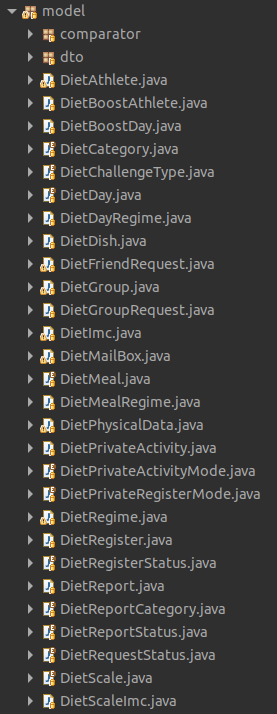 model
comparator
dto
DietAthlete.java
DietBoostAthlete.java
DietBoostDay.java
DietCategory.java
DietChallengeType.java
DietDay.java
DietDayRegime.java
DietDish.java
DietFriendRequest.java
DietGroup.java
DietGroupRequest.java
DietImc.java
DietMailBox.java
DietMeal.java
DietMealRegime.java
DietPhysicalData.java
DietPrivateActivity.java
DietPrivateActivityMode.java
DietPrivateRegisterMode.java
DietRegime.java
DietRegister.java
DietRegisterStatus.java
DietReport.java
DietReportCategory.java
DietReportStatus.java
DietRequestStatus.java
DietScale.java
DietScaleImc.java